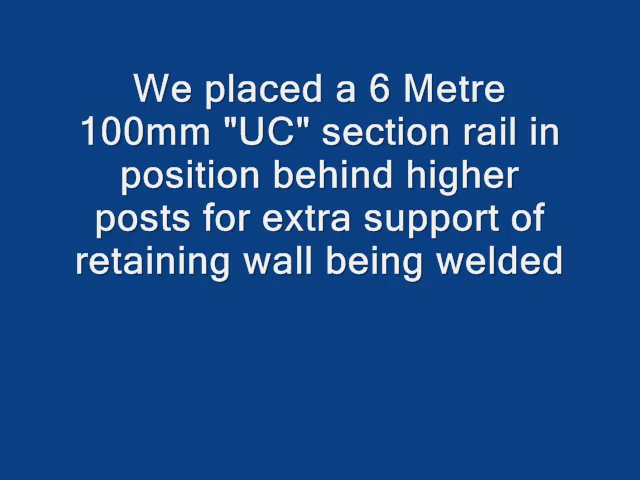 We placed a 6 Metre
100mm "UC" section rail in
position behind higher
posts for extra support of
retaining wall being welded